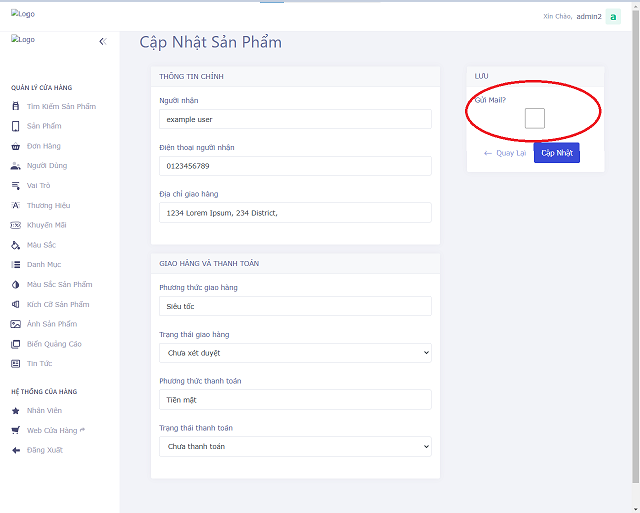 Logo
Xin Chào, admin2 a
Logo
Cập Nhật Sản Phẩm
QUẢN LÝ CỬA HÀNG
Tìm Kiếm Sản Phẩm
Sản Phẩm
Đơn Hàng
Người Dùng
Vai Trò
Thương Hiệu
Khuyến Mãi
Màu Sắc
Danh Mục
Màu Sắc Sản Phẩm
Kích Cỡ Sản Phẩm
Ảnh Sản Phẩm
Biển Quảng Cáo
Tin Tức
HỆ THỐNG CỬA HÀNG
Nhân Viên
Web Cửa Hàng
Đăng Xuất
THÔNG TIN CHÍNH
Người nhận
example user
Điện thoại người nhận
0123456789
Địa chỉ giao hàng
1234 Lorem Ipsum, 234 District,
GIAO HÀNG VÀ THANH TOÁN
Phương thức giao hàng
Siêu tốc
Trạng thái giao hàng
Chưa xét duyệt
Phương thức thanh toán
Tiền mặt
Trạng thái thanh toán
Chưa thanh toán
LƯU
Gửi Mail?
← Quay Lại Cập Nhật